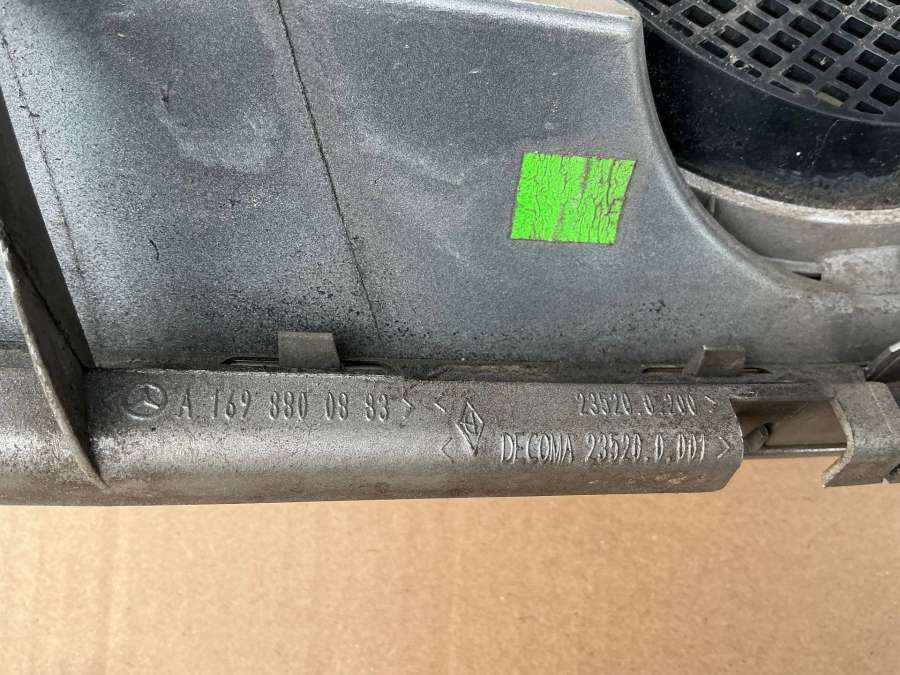 A 169 880 08 83 > < 23520.0.200 >
< DECOMA 23520.0.001 >